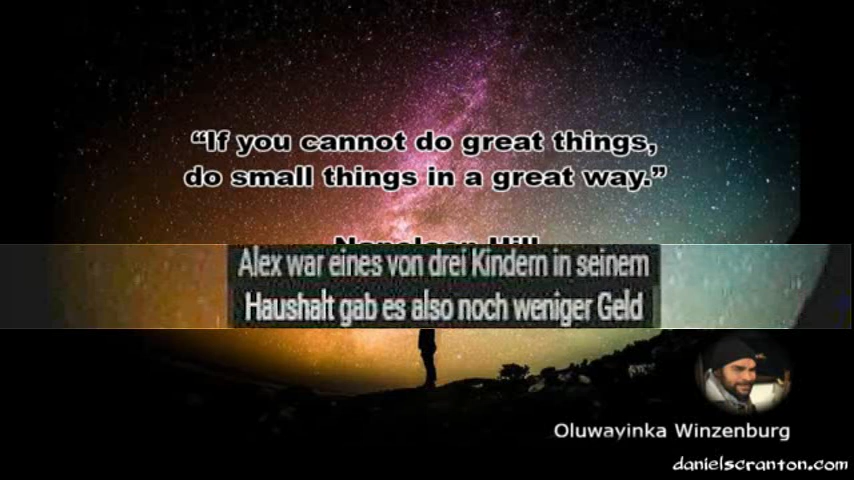 “If you cannot do great things,
do small things in a great way.”
Alex war eines von drei Kindern in seinem
Haushalt gab es also noch weniger Geld
Oluwayinka Winzenburg
danielscranton.com